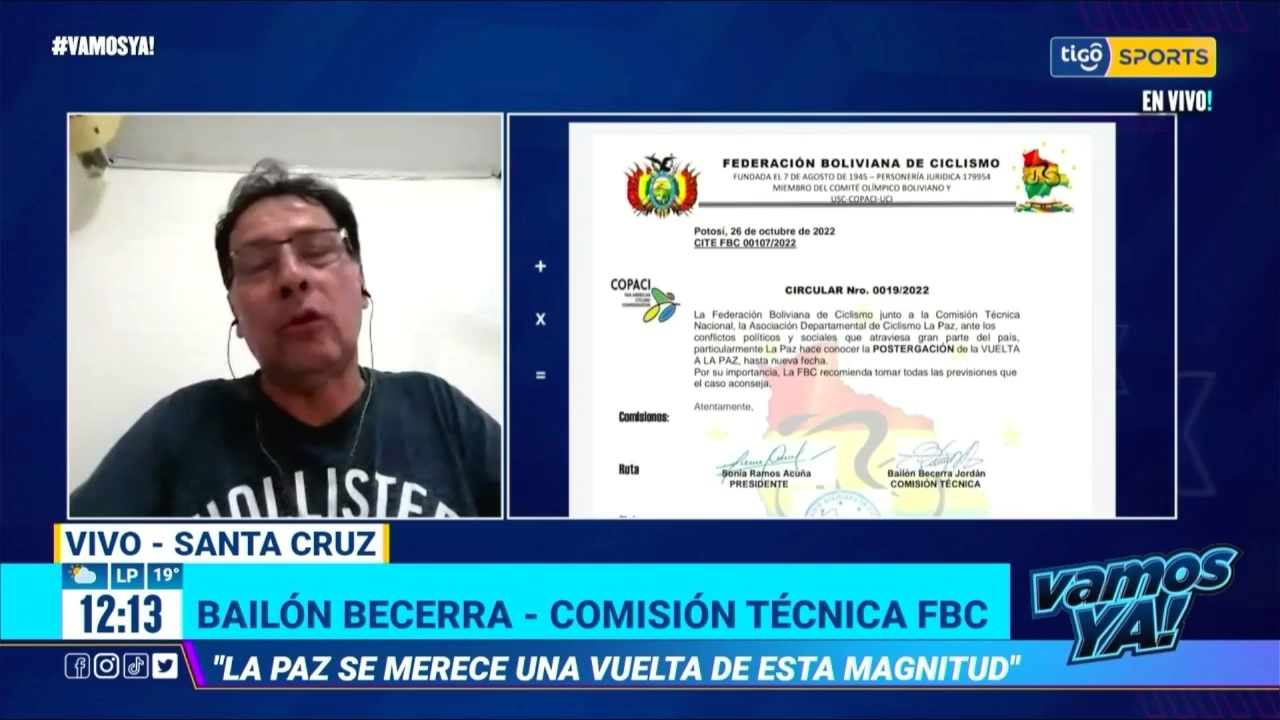 #VAMOSYA!
tigo SPORTS
EN VIVO!
FEDERACIÓN BOLIVIANA DE CICLISMO
FUNDADA EL 7 DE AGOSTO DE 1945 – PERSONERÍA JURIDICA 179954
MIEMBRO DEL COMITÉ OLÍMPICO BOLIVIANO Y
USC-COPACI-UCI
Potosí, 26 de octubre de 2022
CITE FBC 00107/2022
COPACI
PAN AMERICAN
CYCLING
CONFEDERATION
CIRCULAR Nro. 0019/2022
La Federación Boliviana de Ciclismo junto a la Comisión Técnica
Nacional, la Asociación Departamental de Ciclismo La Paz, ante los
conflictos políticos y sociales que atraviesa gran parte del país,
particularmente La Paz hace conocer la POSTERGACIÓN de la VUELTA
A LA PAZ, hasta nueva fecha.
Por su importancia, La FBC recomienda tomar todas las previsiones que
el caso aconseja.
Atentamente,
Comisiones:
Ruta
Sonia Ramos Acuña
PRESIDENTE
Bailón Becerra Jordán
COMISIÓN TÉCNICA
+
X
=
HOLLISTER
VIVO - SANTA CRUZ
LP 19°
12:13
BAILÓN BECERRA - COMISIÓN TÉCNICA FBC
vamos
YA!
"LA PAZ SE MERECE UNA VUELTA DE ESTA MAGNITUD"